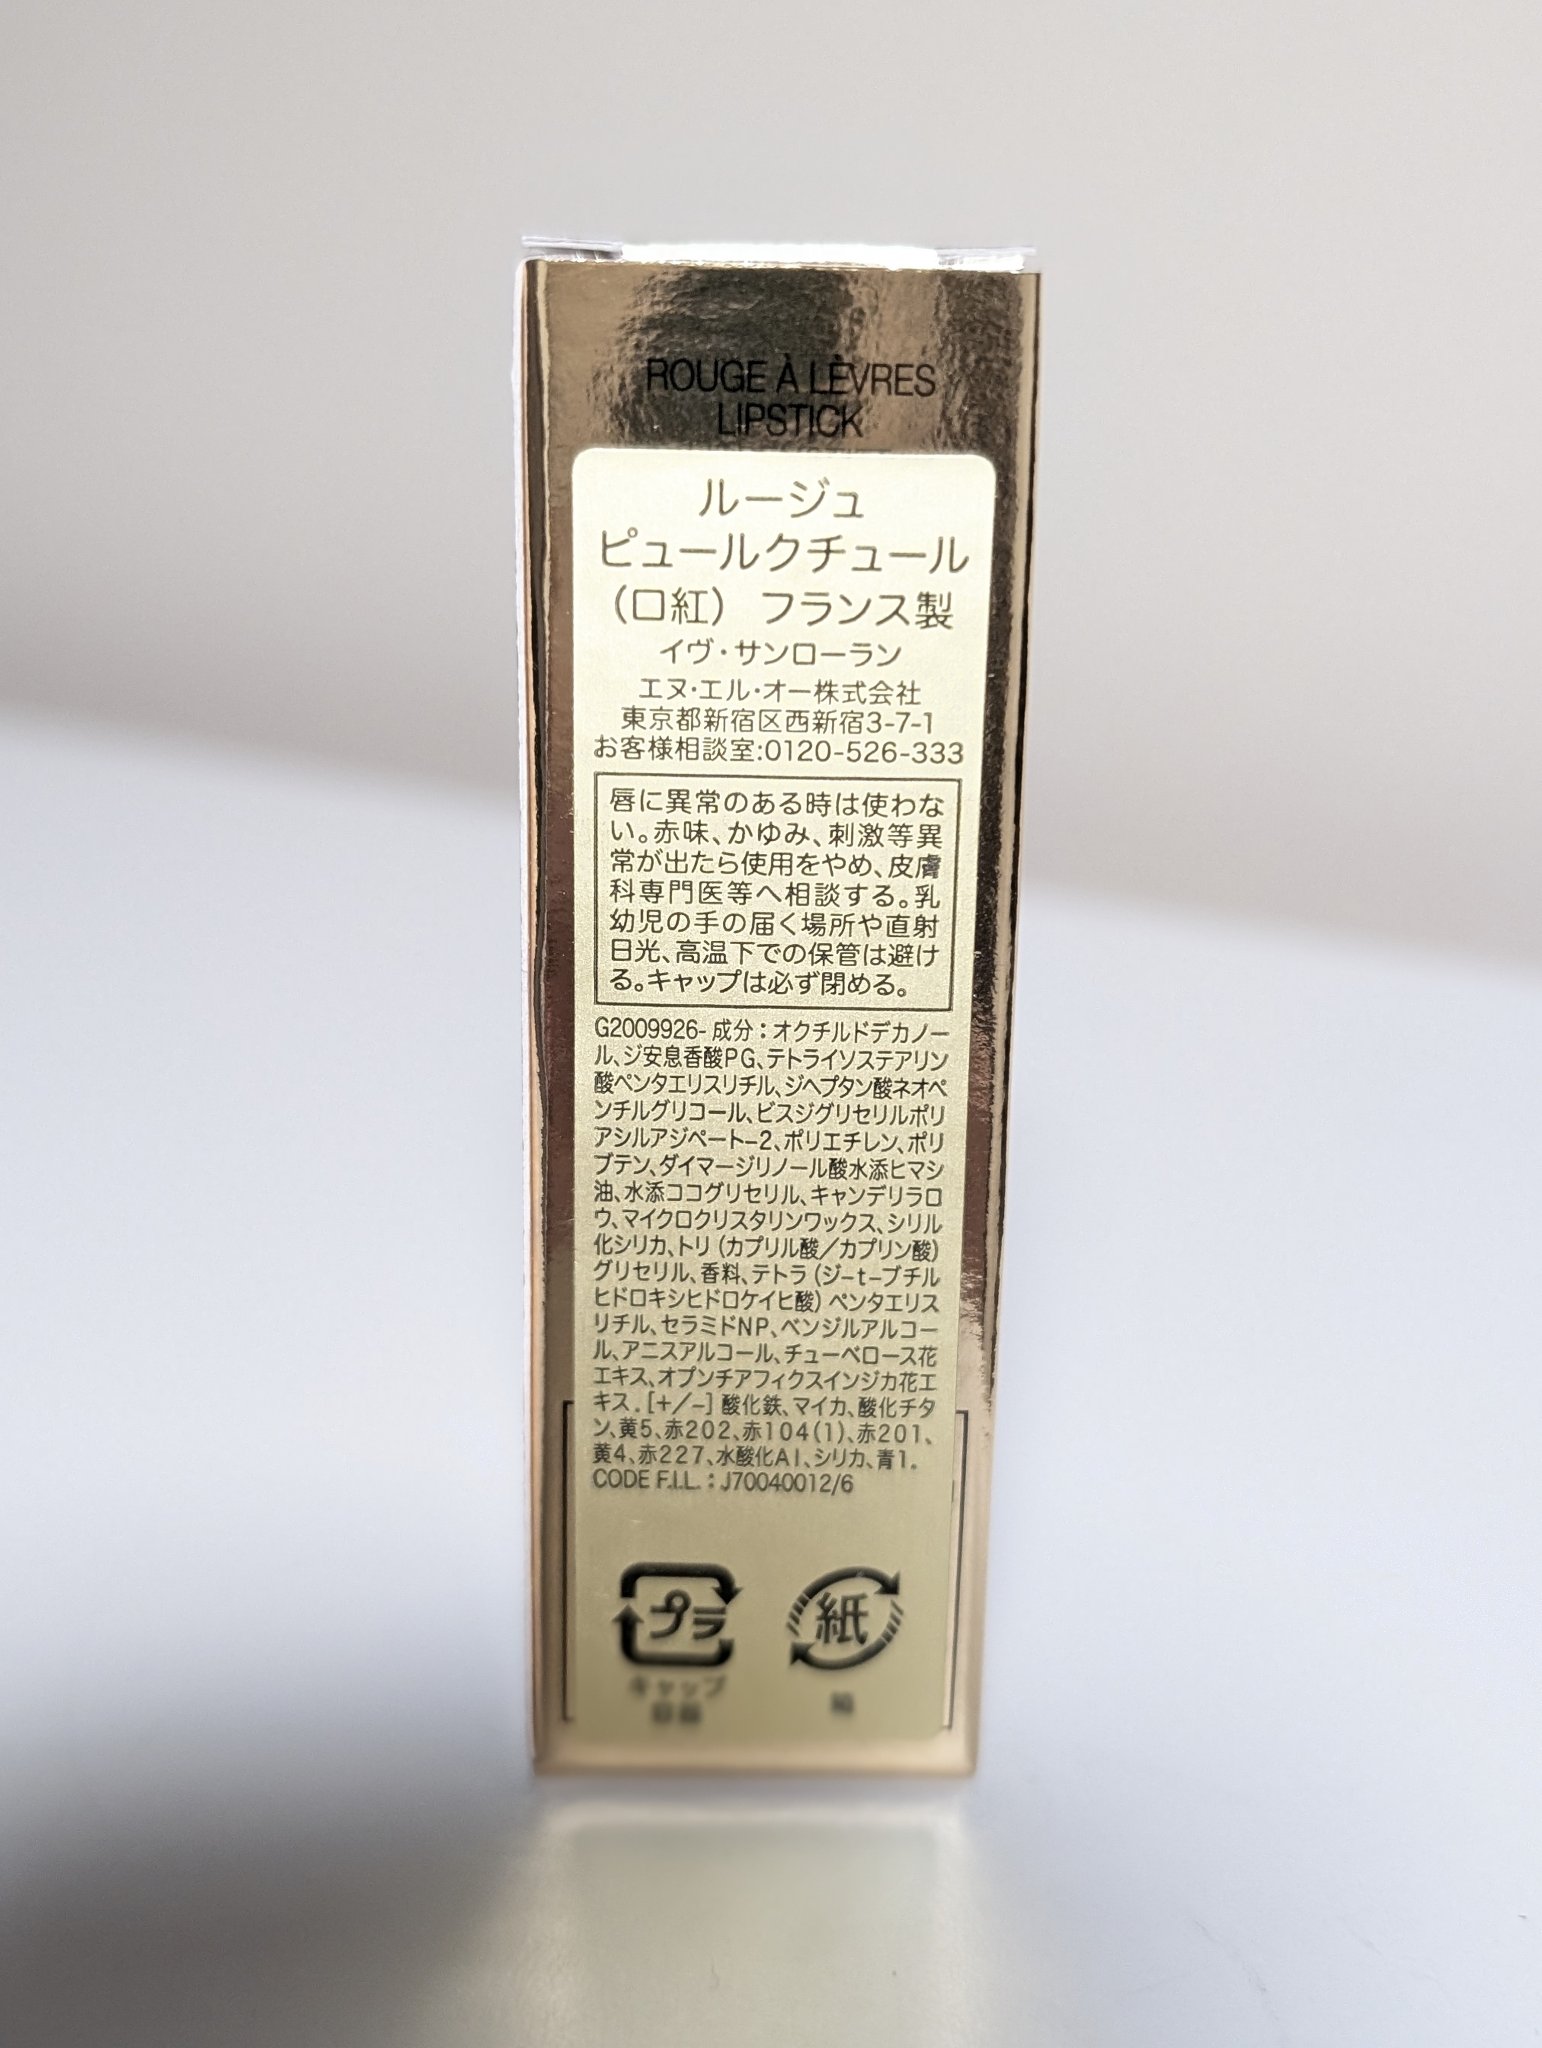 ROUGE À LÈVRES
LIPSTICK
ルージュ
ピュールクチュール
（口紅） フランス製
イヴ・サンローラン
エヌ・エル・オー株式会社
東京都新宿区西新宿3-7-1
お客様相談室:0120-526-333
唇に異常のある時は使わな
い。赤味、かゆみ、刺激等異
常が出たら使用をやめ、皮膚
科専門医等へ相談する。乳
幼児の手の届く場所や直射
日光、高温下での保管は避け
る。キャップは必ず閉める。
G2009926- 成分：オクチルドデカノー
ル、ジ安息香酸PG、テトライソステアリン
酸ペンタエリスリチル、ジヘプタン酸ネオペ
ンチルグリコール、ビスジグリセリルポリ
アシルアジペート-2、ポリエチレン、ポリ
ブテン、ダイマージリノール酸水添ヒマシ
油、水添ココグリセリル、キャンデリラロ
ウ、マイクロクリスタリンワックス、シリル
化シリカ、トリ（カプリル酸／カプリン酸）
グリセリル、香料、テトラ（ジ-t-ブチル
ヒドロキシヒドロケイヒ酸）ペンタエリス
リチル、セラミドNP、ベンジルアルコー
ル、アニスアルコール、チューベロース花
エキス、オプンチアフィクスインジカ花エ
キス．[+／-] 酸化鉄、マイカ、酸化チタ
ン、黄5、赤202、赤104(1)、赤201、
黄4、赤227、水酸化Al、シリカ、青1．
CODE F.I.L. : J70040012/6
プラ 紙
キャップ
容器 箱